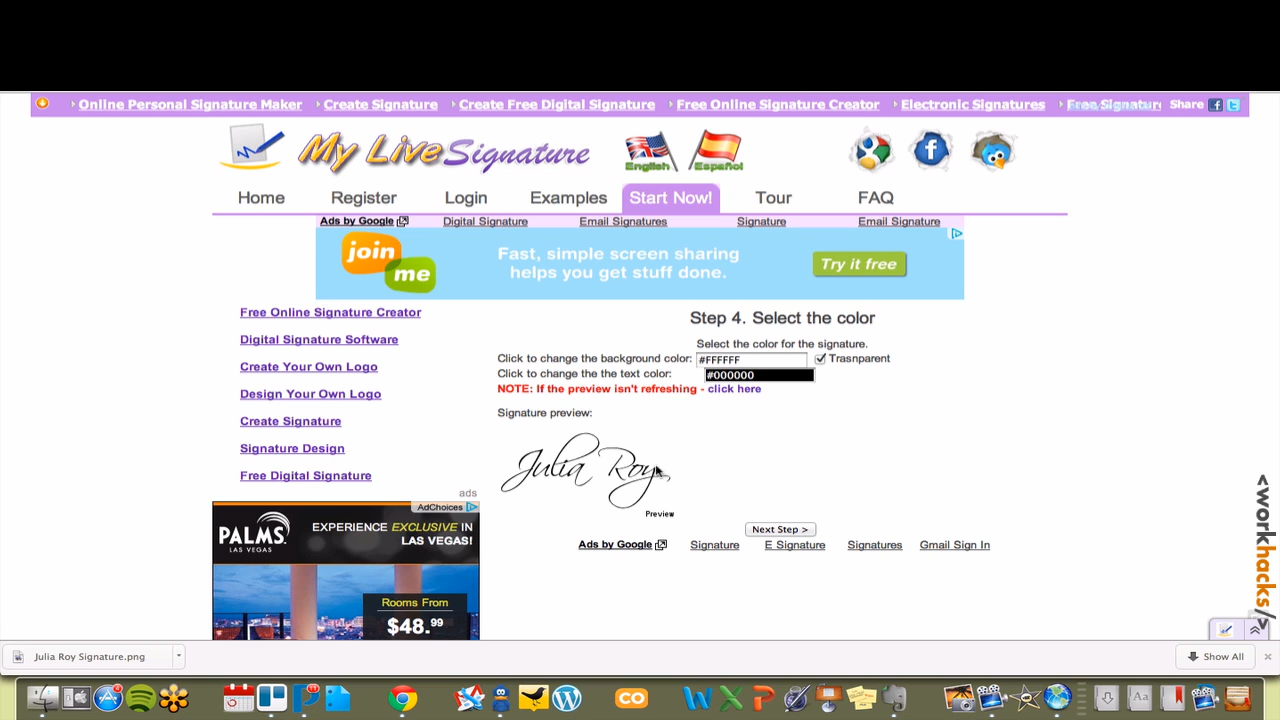 Online Personal Signature Maker Create Signature Create Free Digital Signature Free Online Signature Creator Electronic Signatures Free Signatur Share
My Live Signature English Español
Home Register Login Examples Start Now! Tour FAQ
Ads by Google Digital Signature Email Signatures Signature Email Signature
join me
Fast, simple screen sharing
helps you get stuff done.
Try it free
Free Online Signature Creator
Digital Signature Software
Create Your Own Logo
Design Your Own Logo
Create Signature
Signature Design
Free Digital Signature
ads
AdChoices
PALMS
LAS VEGAS
EXPERIENCE EXCLUSIVE IN
LAS VEGAS!
Rooms From
$48.99
Step 4. Select the color
Select the color for the signature.
Click to change the background color: #FFFFFF Trasnparent
Click to change the the text color: #000000
NOTE: If the preview isn't refreshing - click here
Signature preview:
Julia Roy
Preview
Next Step >
Ads by Google Signature E Signature Signatures Gmail Sign In
<workhacks/>
Julia Roy Signature.png Show All